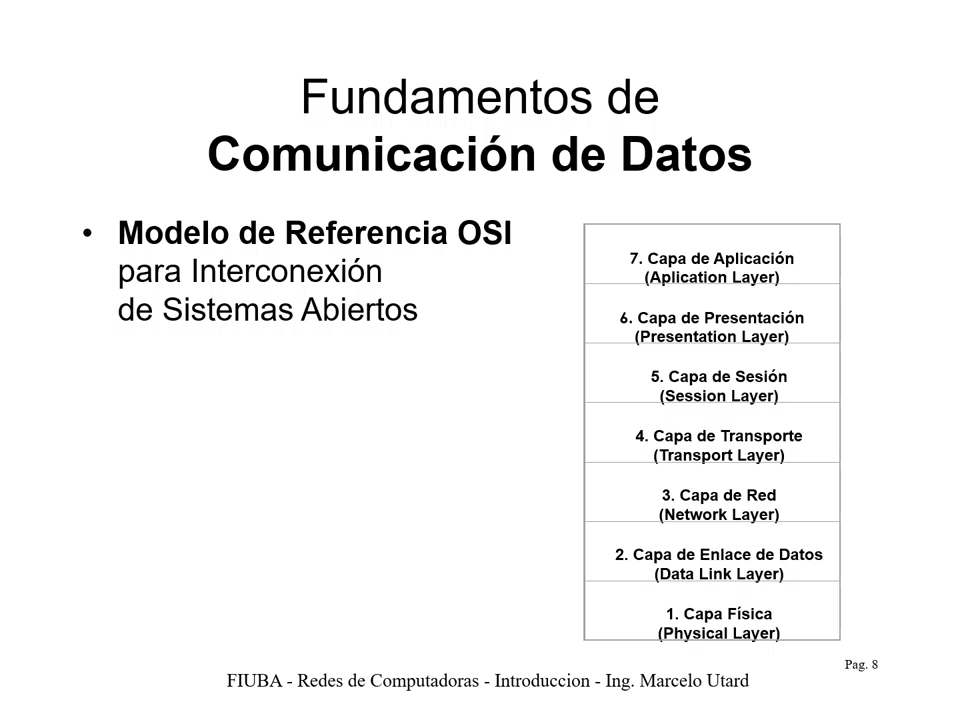 Fundamentos de
Comunicación de Datos
• Modelo de Referencia OSI
para Interconexión
de Sistemas Abiertos
7. Capa de Aplicación
(Aplication Layer)
6. Capa de Presentación
(Presentation Layer)
5. Capa de Sesión
(Session Layer)
4. Capa de Transporte
(Transport Layer)
3. Capa de Red
(Network Layer)
2. Capa de Enlace de Datos
(Data Link Layer)
1. Capa Física
(Physical Layer)
Pag. 8
FIUBA - Redes de Computadoras - Introduccion - Ing. Marcelo Utard